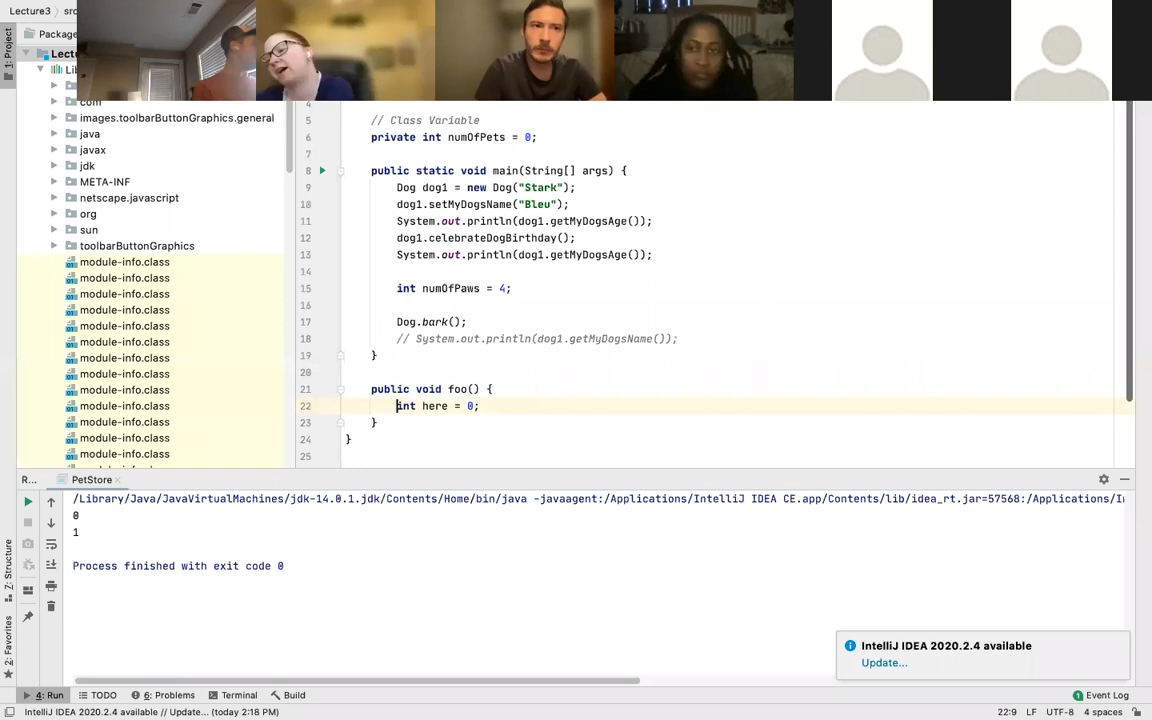 Lecture3
src
1: Project
Package
Lectu
Lib
com
images.toolbarButtonGraphics.general
java
javax
jdk
META-INF
netscape.javascript
org
sun
toolbarButtonGraphics
module-info.class
module-info.class
module-info.class
module-info.class
module-info.class
module-info.class
module-info.class
module-info.class
module-info.class
module-info.class
module-info.class
module-info.class
module-info.class
4
5 // Class Variable
6 private int numOfPets = 0;
7
8 public static void main(String[] args) {
9 Dog dog1 = new Dog("Stark");
10 dog1.setMyDogsName("Bleu");
11 System.out.println(dog1.getMyDogsAge());
12 dog1.celebrateDogBirthday();
13 System.out.println(dog1.getMyDogsAge());
14
15 int numOfPaws = 4;
16
17 Dog.bark();
18 // System.out.println(dog1.getMyDogsName());
19 }
20
21 public void foo() {
22 int here = 0;
23 }
24 }
25
R... PetStore
/Library/Java/JavaVirtualMachines/jdk-14.0.1.jdk/Contents/Home/bin/java -javaagent:/Applications/IntelliJ IDEA CE.app/Contents/lib/idea_rt.jar=57568:/Applications/In
0
1
Process finished with exit code 0
7: Structure
2: Favorites
IntelliJ IDEA 2020.2.4 available
Update...
4: Run TODO 6: Problems Terminal Build 1 Event Log
IntelliJ IDEA 2020.2.4 available // Update... (today 2:18 PM) 22:9 LF UTF-8 4 spaces